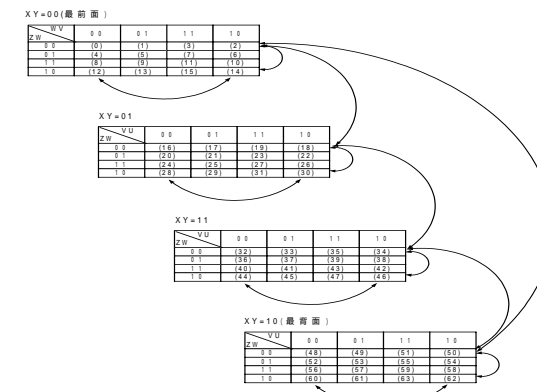 XY=00(最前面)
WV
ZW
00 01 11 10
00 (0) (1) (3) (2)
01 (4) (5) (7) (6)
11 (8) (9) (11) (10)
10 (12) (13) (15) (14)
XY=01
VU
ZW
00 01 11 10
00 (16) (17) (19) (18)
01 (20) (21) (23) (22)
11 (24) (25) (27) (26)
10 (28) (29) (31) (30)
XY=11
VU
ZW
00 01 11 10
00 (32) (33) (35) (34)
01 (36) (37) (39) (38)
11 (40) (41) (43) (42)
10 (44) (45) (47) (46)
XY=10(最背面)
VU
ZW
00 01 11 10
00 (48) (49) (51) (50)
01 (52) (53) (55) (54)
11 (56) (57) (59) (58)
10 (60) (61) (63) (62)